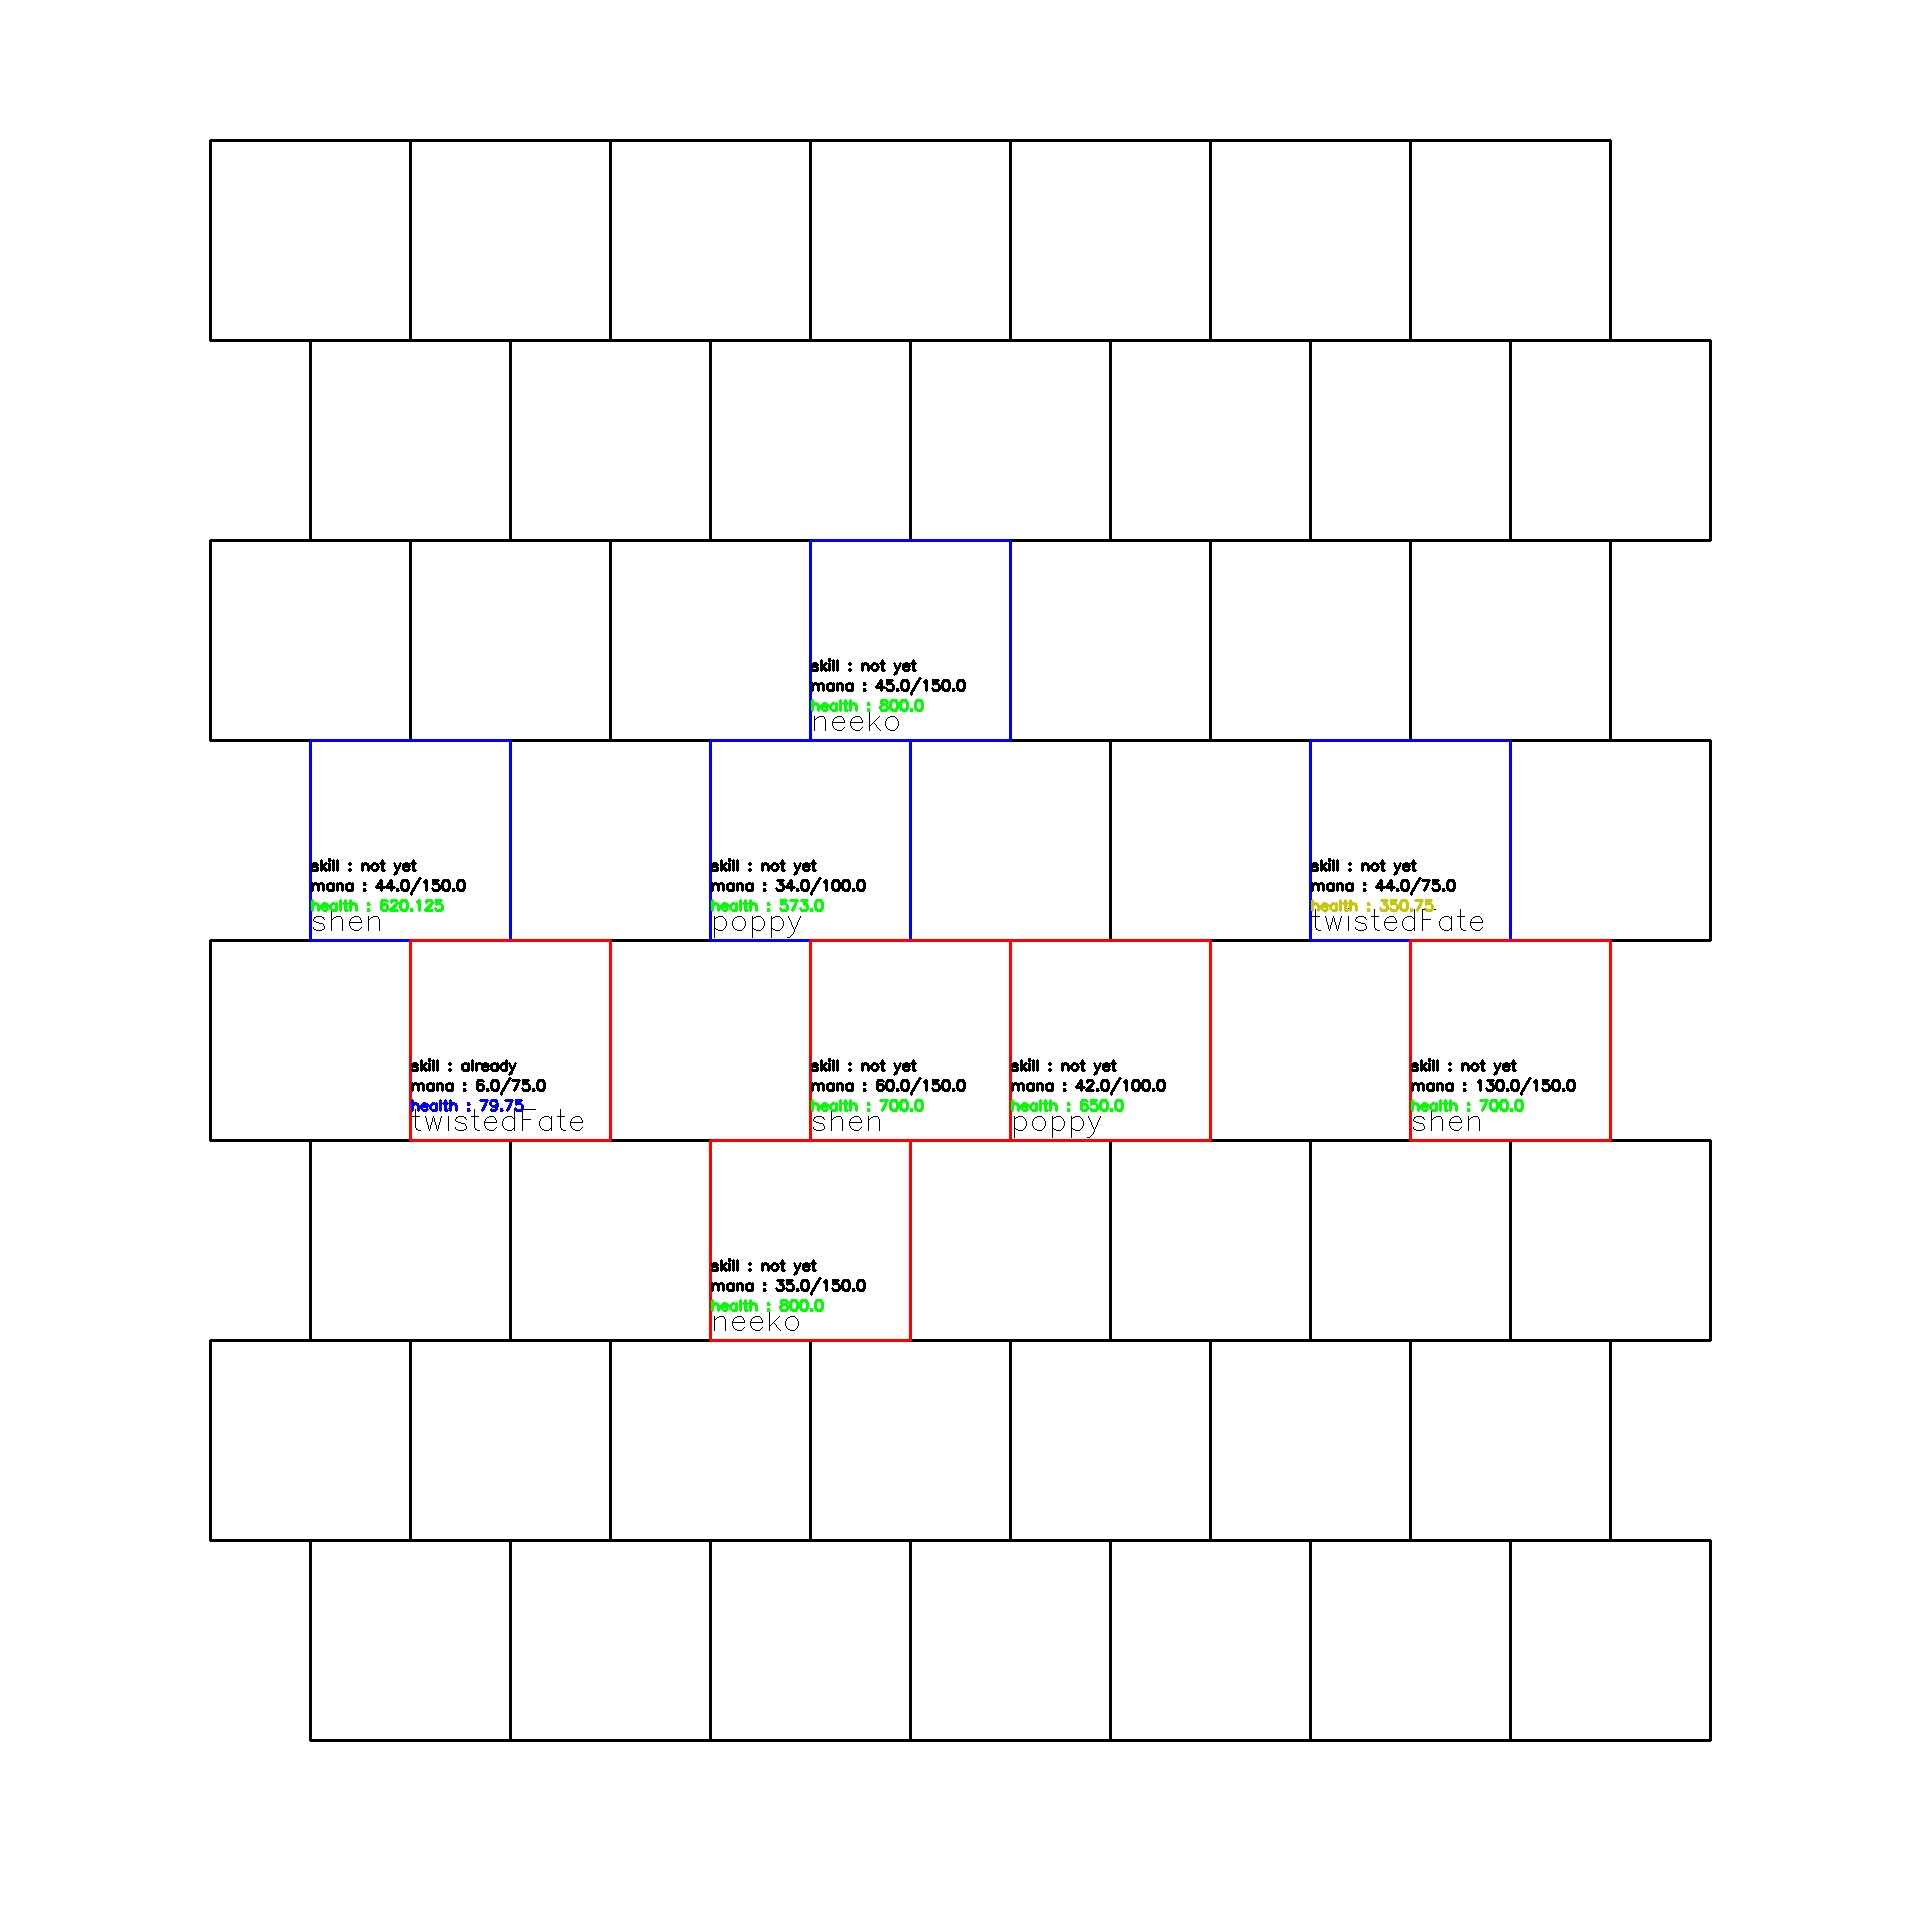 skill : not yet
mana : 45.0/150.0
health : 800.0
neeko
skill : not yet
mana : 44.0/150.0
health : 620.125
shen
skill : not yet
mana : 34.0/100.0
health : 573.0
poppy
skill : not yet
mana : 44.0/75.0
health : 350.75
twistedFate
skill : already
mana : 6.0/75.0
health : 79.75
twistedFate
skill : not yet
mana : 60.0/150.0
health : 700.0
shen
skill : not yet
mana : 42.0/100.0
health : 650.0
poppy
skill : not yet
mana : 130.0/150.0
health : 700.0
shen
skill : not yet
mana : 35.0/150.0
health : 800.0
neeko